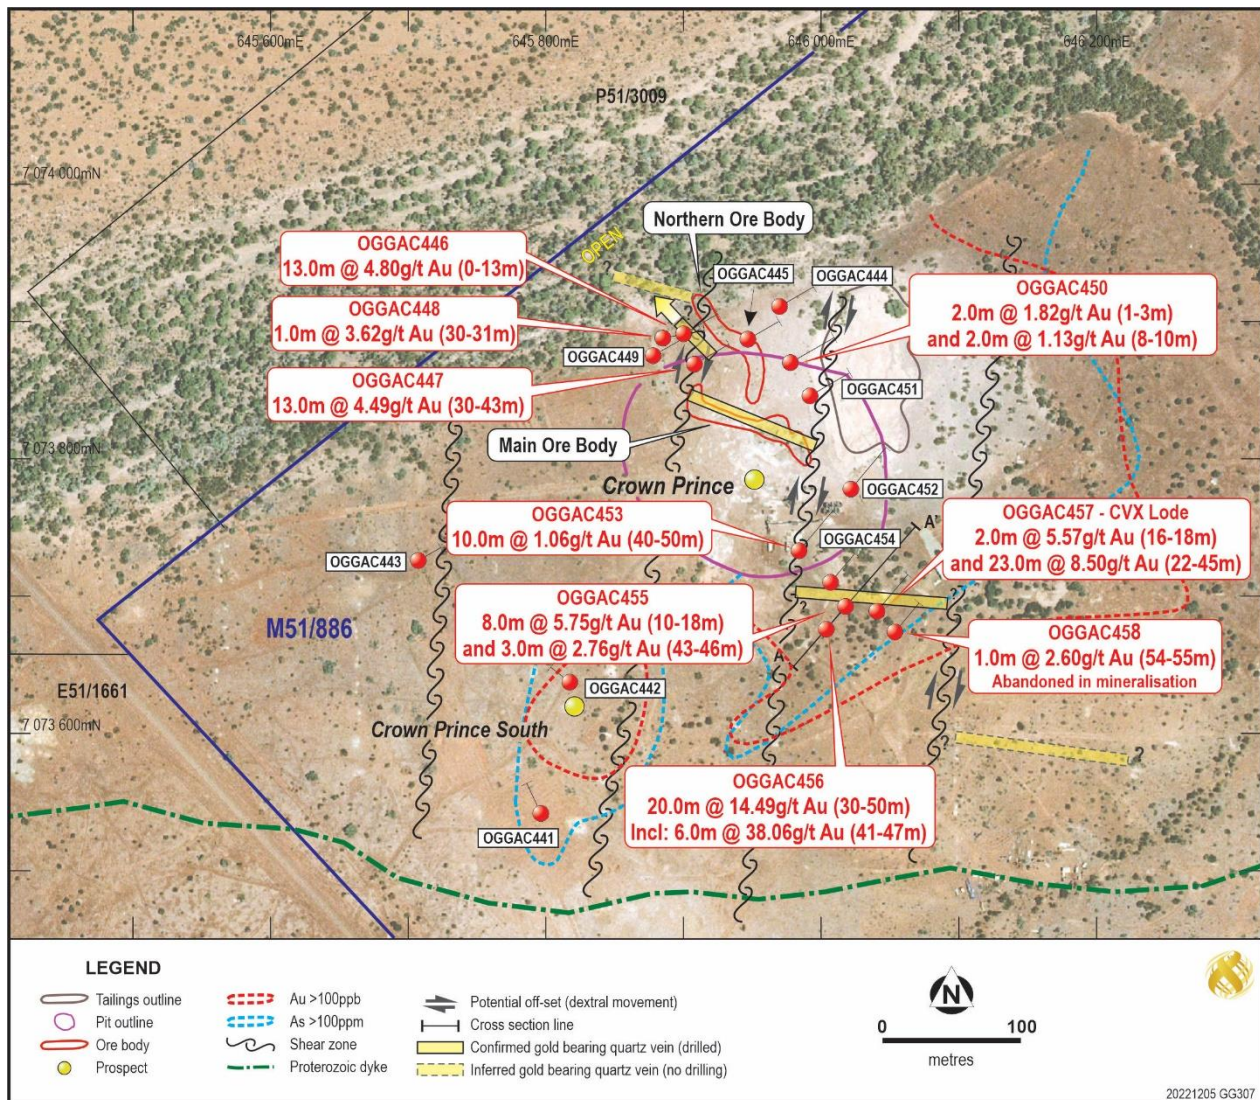 645 600mE
645 800mE
646 000mE
646 200mE
P51/3009
7 074 000mN
Northern Ore Body
OPEN
?
OGGAC446
13.0m @ 4.80g/t Au (0-13m)
OGGAC445
OGGAC444
OGGAC450
2.0m @ 1.82g/t Au (1-3m)
and 2.0m @ 1.13g/t Au (8-10m)
OGGAC448
1.0m @ 3.62g/t Au (30-31m)
OGGAC449
OGGAC447
13.0m @ 4.49g/t Au (30-43m)
OGGAC451
Main Ore Body
7 073 800mN
Crown Prince
OGGAC452
OGGAC453
10.0m @ 1.06g/t Au (40-50m)
OGGAC454
A'
OGGAC457 - CVX Lode
2.0m @ 5.57g/t Au (16-18m)
and 23.0m @ 8.50g/t Au (22-45m)
OGGAC443
?
?
?
?
OGGAC455
8.0m @ 5.75g/t Au (10-18m)
and 3.0m @ 2.76g/t Au (43-46m)
M51/886
OGGAC458
1.0m @ 2.60g/t Au (54-55m)
Abandoned in mineralisation
A
E51/1661
OGGAC442
7 073 600mN
Crown Prince South
?
?
OGGAC456
20.0m @ 14.49g/t Au (30-50m)
Incl: 6.0m @ 38.06g/t Au (41-47m)
OGGAC441
LEGEND
Tailings outline
Pit outline
Ore body
Prospect
Au >100ppb
As >100ppm
Shear zone
Proterozoic dyke
Potential off-set (dextral movement)
Cross section line
Confirmed gold bearing quartz vein (drilled)
Inferred gold bearing quartz vein (no drilling)
N
0 100
metres
20221205 GG307